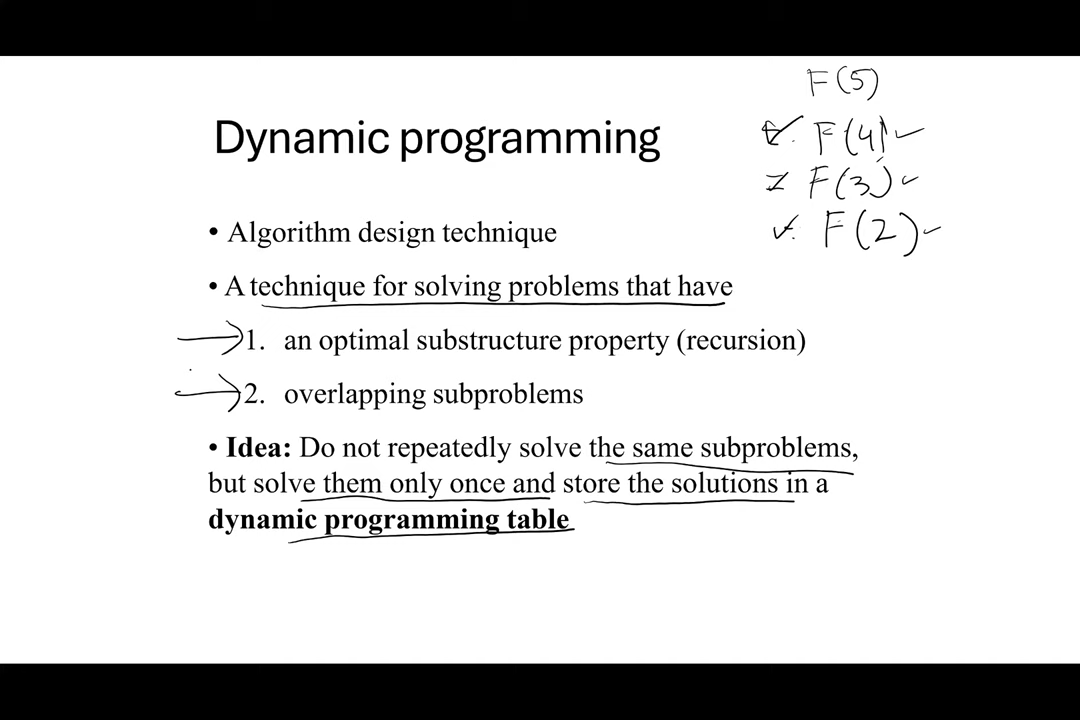 F(5)
Dynamic programming
F(4)
F(3)
F(2)
• Algorithm design technique
• A technique for solving problems that have
1. an optimal substructure property (recursion)
2. overlapping subproblems
• Idea: Do not repeatedly solve the same subproblems,
but solve them only once and store the solutions in a
dynamic programming table